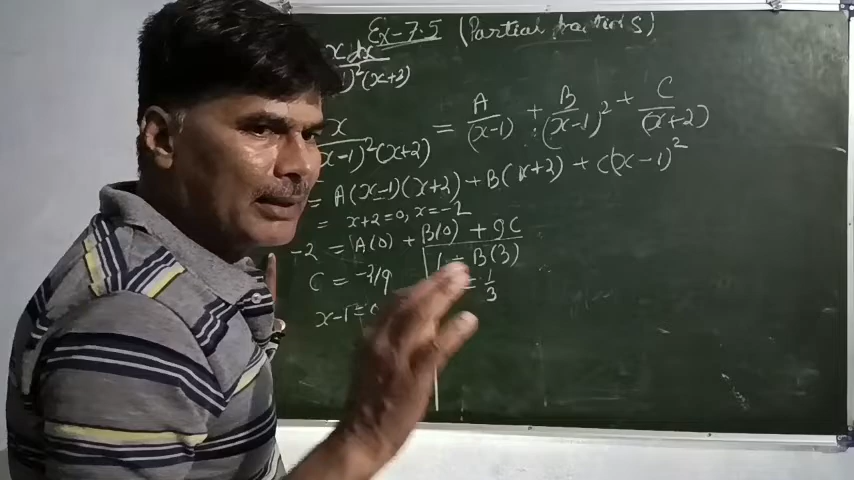 Ex-7.5 (Partial fractions)
x dx
1)²(x+2)
x
x-1)²(x+2) = A/(x-1) + B/(x-1)² + C/(x+2)
= A(x-1)(x+2) + B(x+2) + C(x-1)²
= x+2=0, x=-2
-2 = A(0) + B(0) + 9C
C = -2/9
1 = B(3)
= 1/3
x-1=0